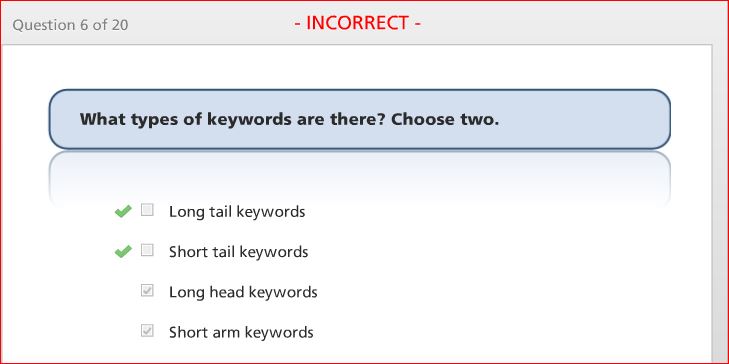 Question 6 of 20
- INCORRECT -
What types of keywords are there? Choose two.
Long tail keywords
Short tail keywords
Long head keywords
Short arm keywords